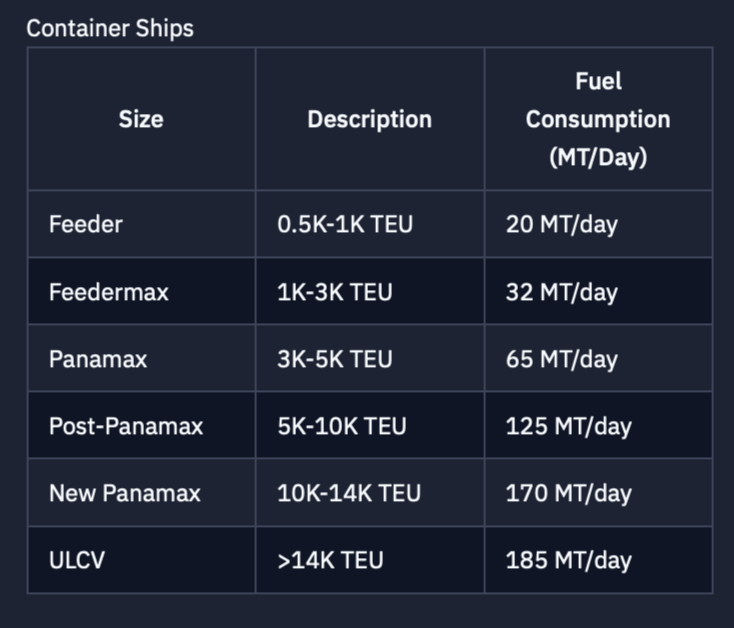 Container Ships
Size Description Fuel
Consumption
(MT/Day)
Feeder 0.5K-1K TEU 20 MT/day
Feedermax 1K-3K TEU 32 MT/day
Panamax 3K-5K TEU 65 MT/day
Post-Panamax 5K-10K TEU 125 MT/day
New Panamax 10K-14K TEU 170 MT/day
ULCV >14K TEU 185 MT/day